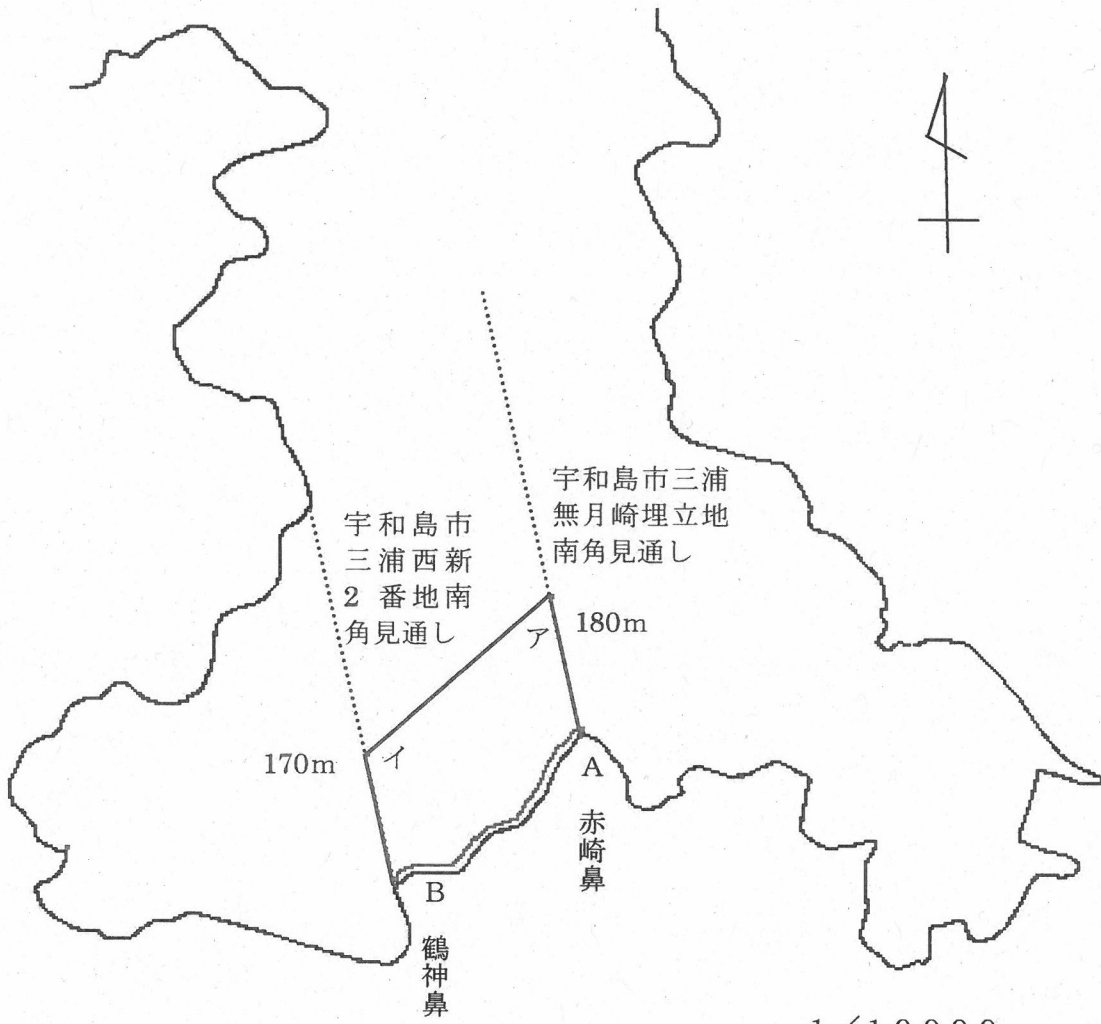 宇和島市三浦
無月崎埋立地
南角見通し
宇和島市
三浦西新
2 番地南
角見通し
ア
180m
170m
イ
A
赤崎鼻
B
鶴神鼻